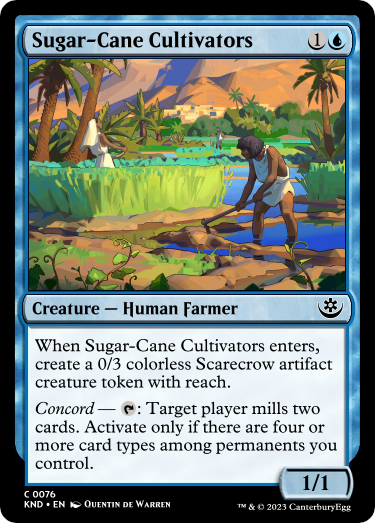 Sugar-Cane Cultivators 1
Creature — Human Farmer
When Sugar-Cane Cultivators enters,
create a 0/3 colorless Scarecrow artifact
creature token with reach.
Concord — : Target player mills two
cards. Activate only if there are four or
more card types among permanents you
control.
1/1
C 0076
KND • EN Quentin de Warren
™ & © 2023 CanterburyEgg